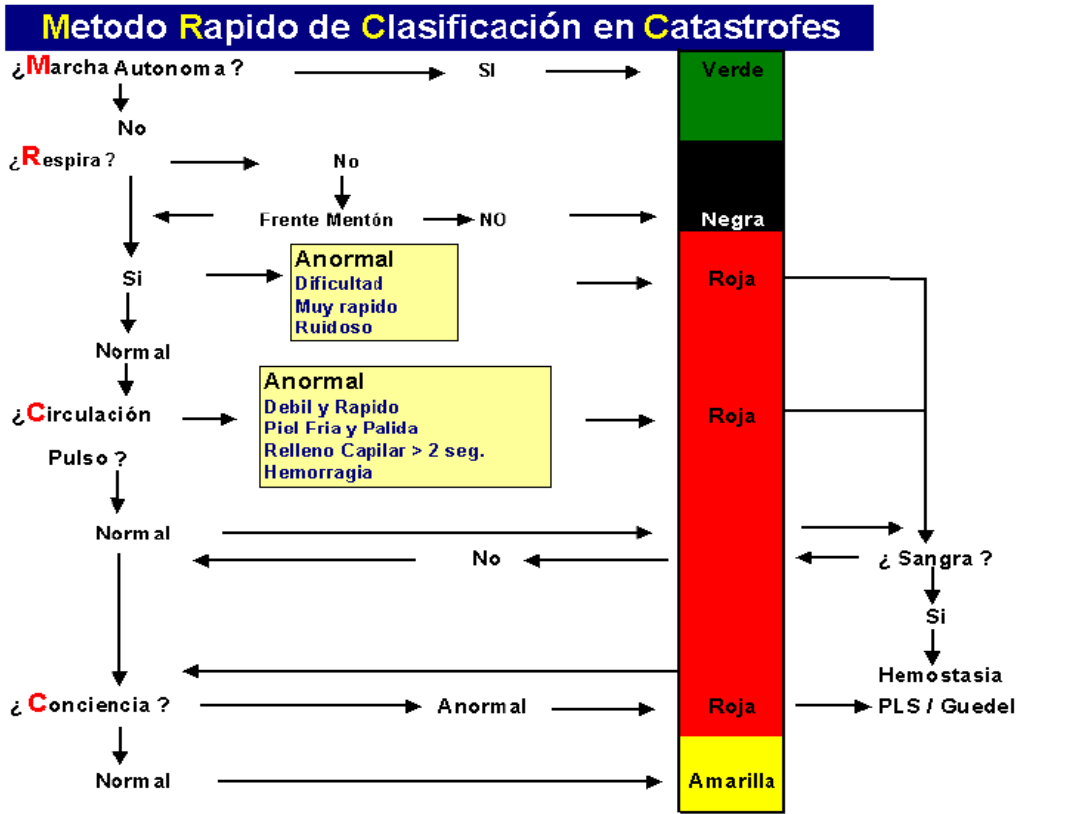 Metodo Rapido de Clasificación en Catastrofes
¿Marcha Autonoma?
SI
Verde
No
¿Respira?
No
Frente Mentón
NO
Negra
Si
Anormal
Dificultad
Muy rapido
Ruidoso
Roja
Normal
¿Circulación
Pulso?
Anormal
Debil y Rapido
Piel Fria y Palida
Relleno Capilar > 2 seg.
Hemorragia
Roja
Normal
No
¿ Sangra ?
Si
Hemostasia
¿ Conciencia ?
Anormal
Roja
PLS / Guedel
Normal
Amarilla